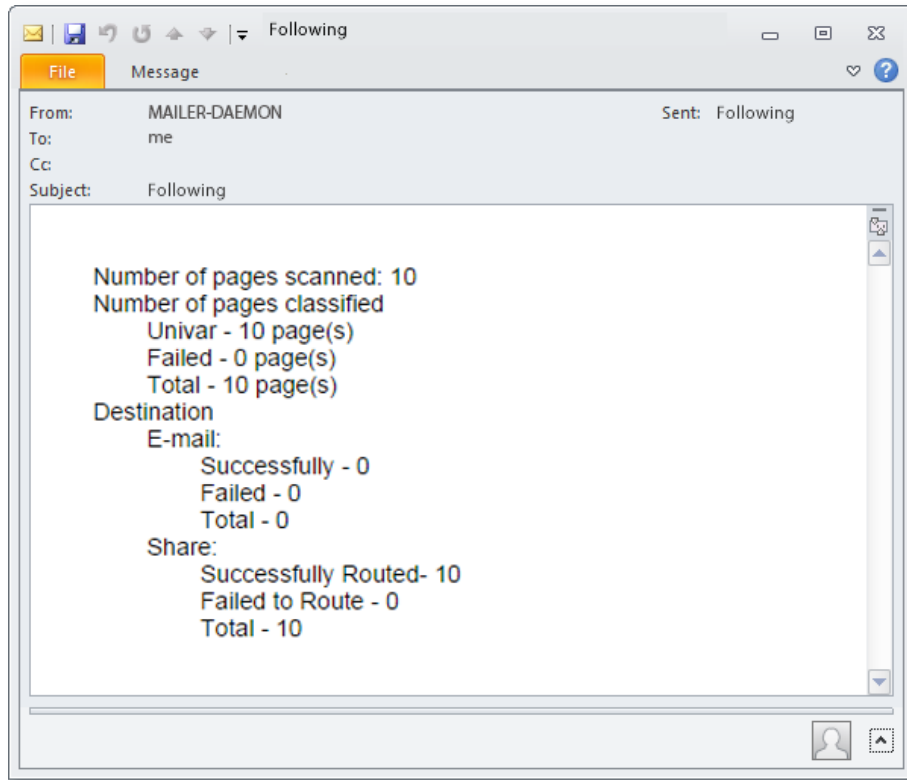 Following
File Message
From: MAILER-DAEMON Sent: Following
To: me
Cc:
Subject: Following
Number of pages scanned: 10
Number of pages classified
Univar - 10 page(s)
Failed - 0 page(s)
Total - 10 page(s)
Destination
E-mail:
Successfully - 0
Failed - 0
Total - 0
Share:
Successfully Routed- 10
Failed to Route - 0
Total - 10